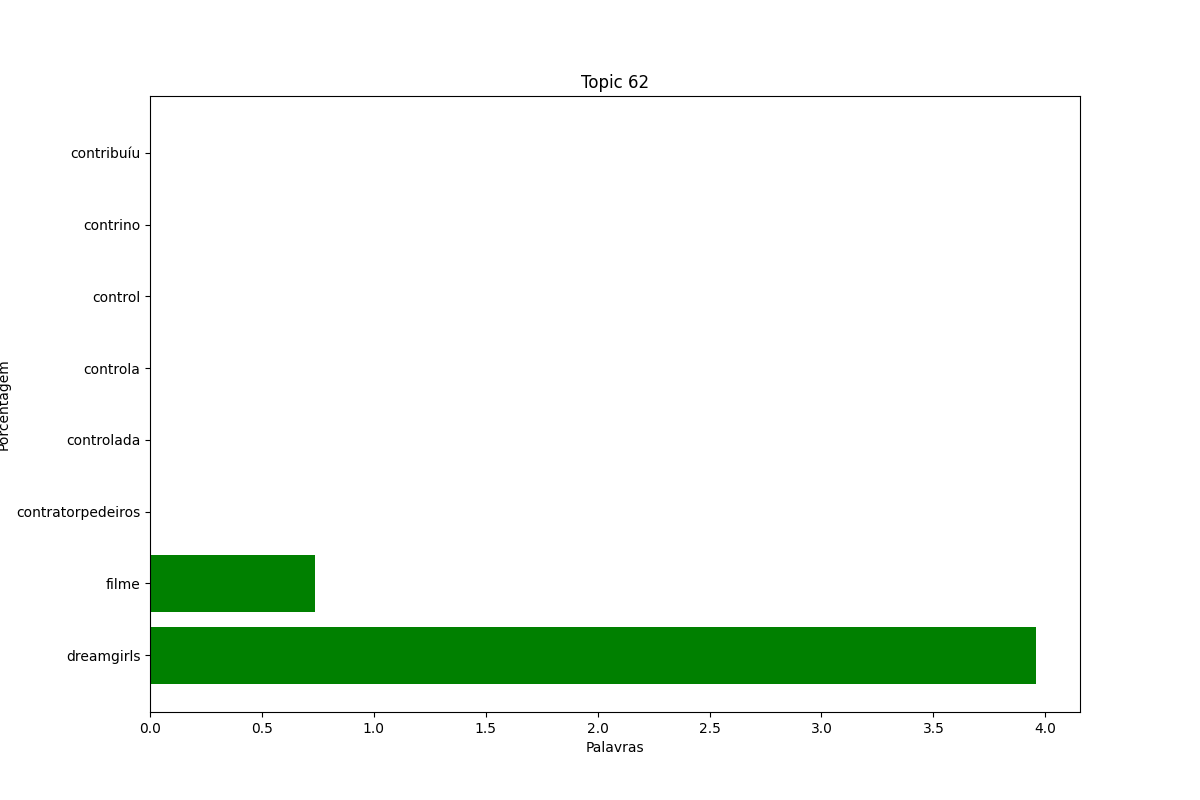 Topic 62
contribuíu
contrino
control
controla
controlada
contratorpedeiros
filme
dreamgirls
Porcentagem
0.0 0.5 1.0 1.5 2.0 2.5 3.0 3.5 4.0
Palavras